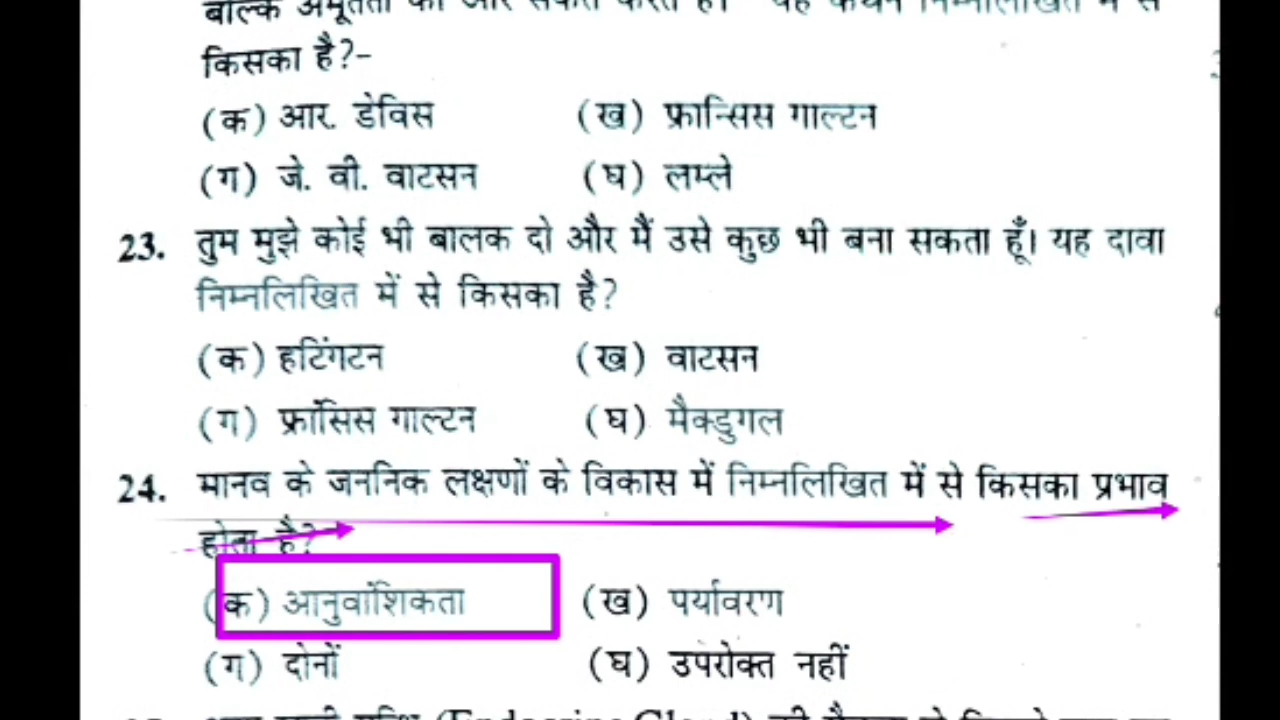 किसका है?-
(क) आर. डेविस (ख) फ्रान्सिस गाल्टन
(ग) जे. वी. वाटसन (घ) लम्ले
23. तुम मुझे कोई भी बालक दो और मैं उसे कुछ भी बना सकता हूँ। यह दावा
निम्नलिखित में से किसका है?
(क) हटिंगटन (ख) वाटसन
(ग) फ्रांसिस गाल्टन (घ) मैक्डुगल
24. मानव के जननिक लक्षणों के विकास में निम्नलिखित में से किसका प्रभाव
होता है?
(क) आनुवांशिकता (ख) पर्यावरण
(ग) दोनों (घ) उपरोक्त नहीं